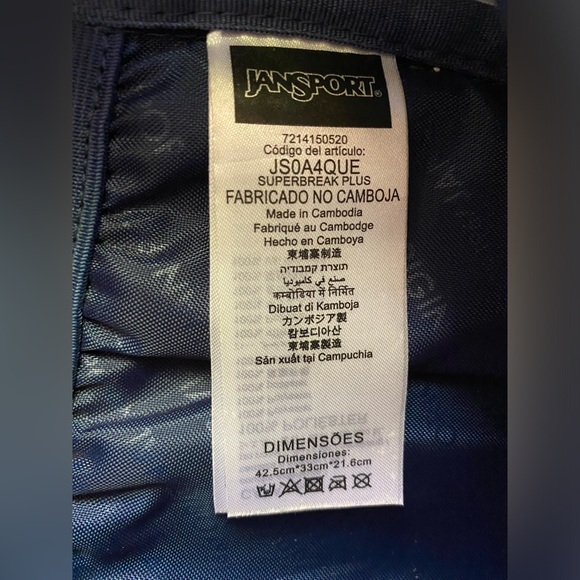 JANSPORT®
7214150520
Código del artículo:
JS0A4QUE
SUPERBREAK PLUS
FABRICADO NO CAMBOJA
Made in Cambodia
Fabriqué au Cambodge
Hecho en Camboya
柬埔寨制造
תוצרת קמבודיה
صنع في كامبوديا
कम्बोडिया में निर्मित
Dibuat di Kamboja
カンボジア製
캄보디아산
柬埔寨製造
Sản xuất tại Campuchia
100% POLIÉSTER
DIMENSÕES
Dimensiones:
42.5cm*33cm*21.6cm